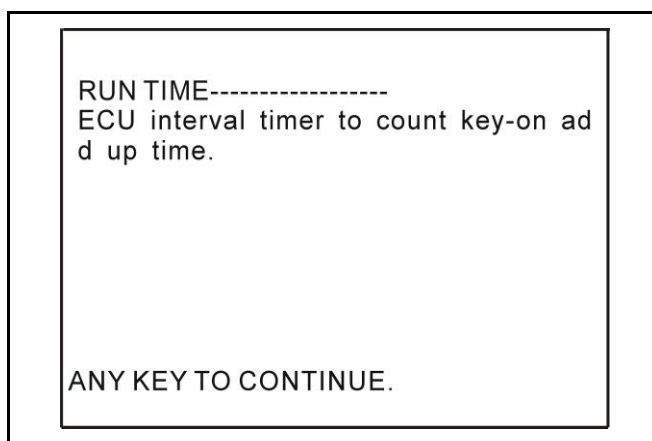 RUN TIME------------------
ECU interval timer to count key-on ad
d up time.
ANY KEY TO CONTINUE.